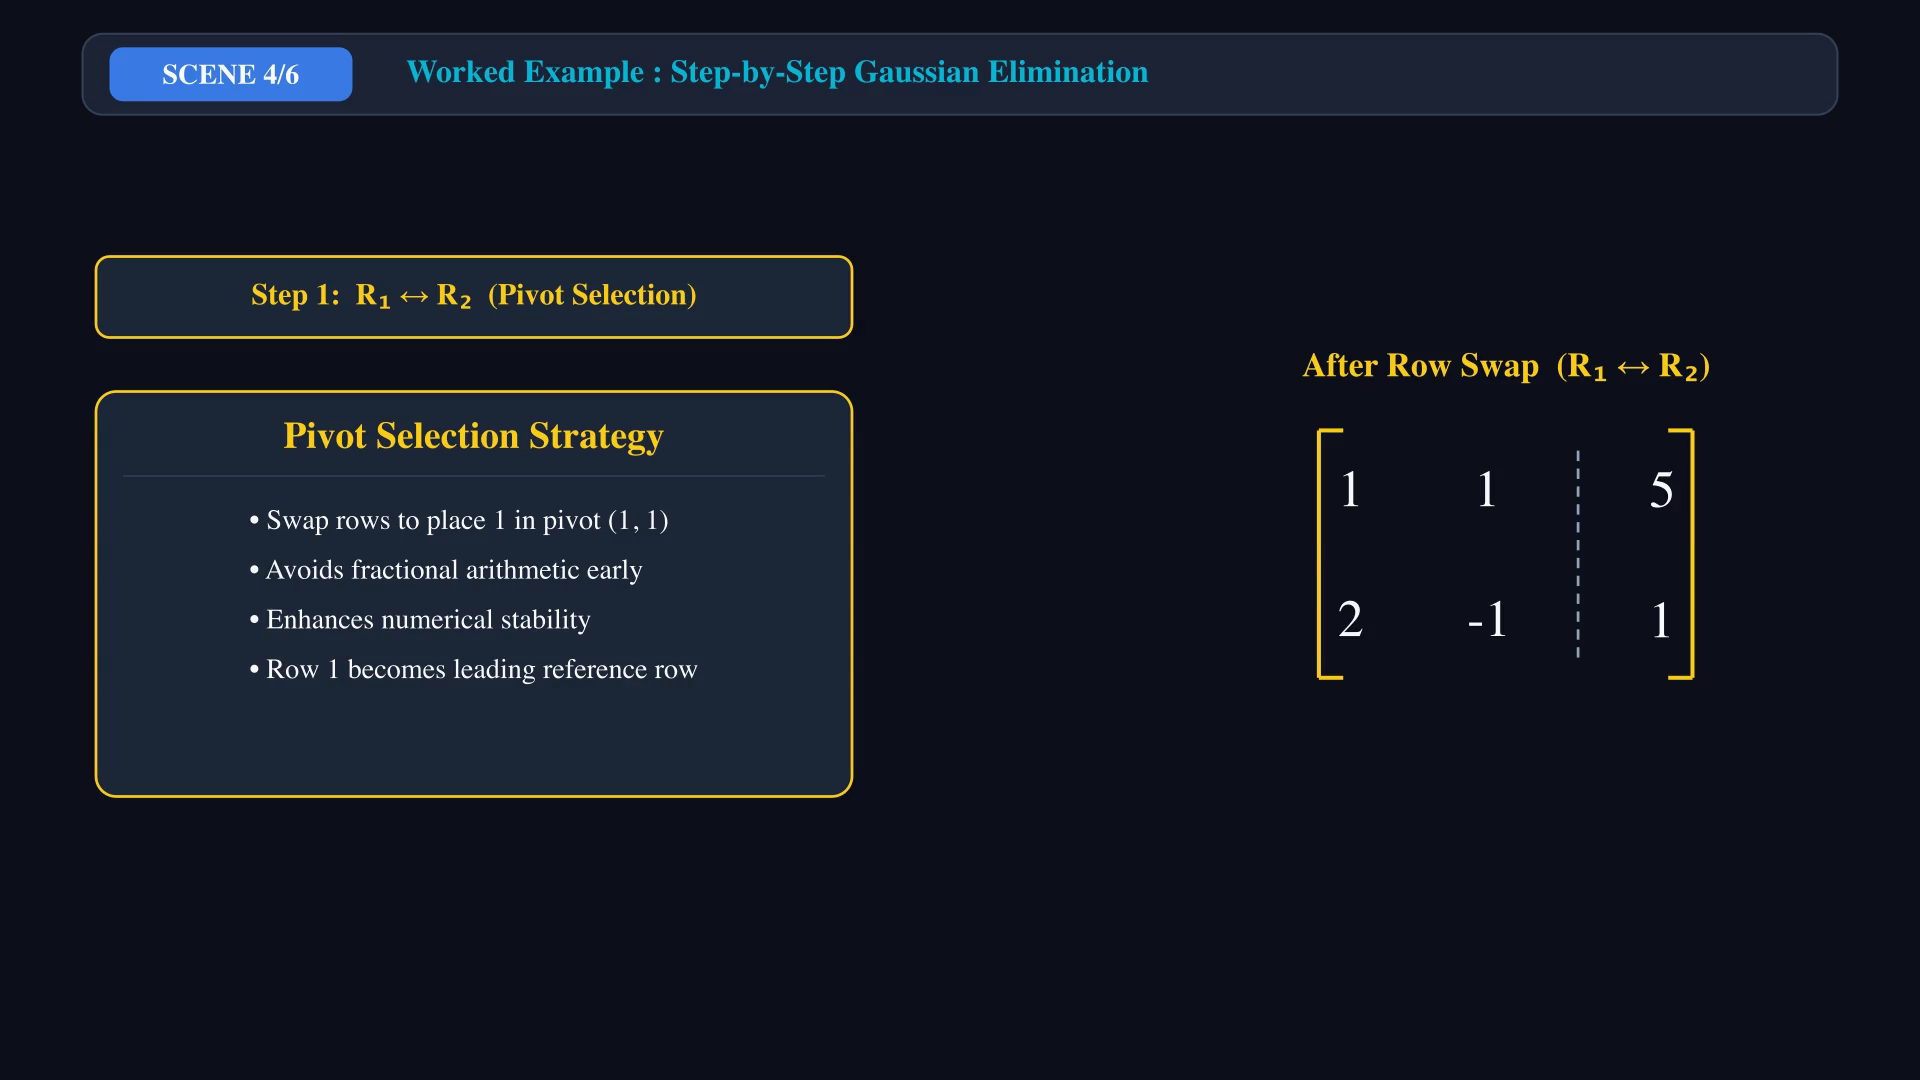 SCENE 4/6
Worked Example : Step-by-Step Gaussian Elimination
Step 1: R₁ ↔ R₂ (Pivot Selection)
Pivot Selection Strategy
• Swap rows to place 1 in pivot (1, 1)
• Avoids fractional arithmetic early
• Enhances numerical stability
• Row 1 becomes leading reference row
After Row Swap (R₁ ↔ R₂)
1 1 5
2 -1 1